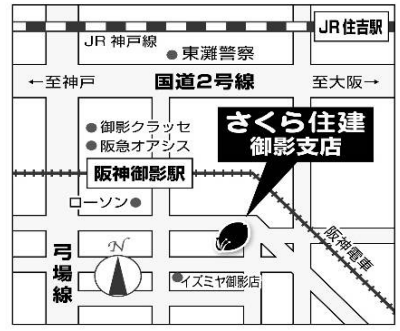 JR住吉駅
JR 神戸線
東灘警察
←至神戸
国道2号線
至大阪→
御影クラッセ
阪急オアシス
さくら住建
御影支店
阪神御影駅
ローソン
弓場線
N
イズミヤ御影店
阪神電車